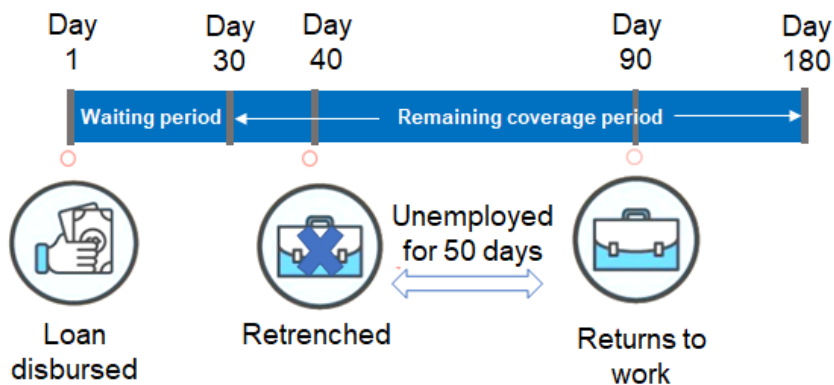 Day
1
Day
30
Day
40
Day
90
Day
180
Waiting period
Remaining coverage period
Unemployed
for 50 days
Loan
disbursed
Retrenched
Returns to
work